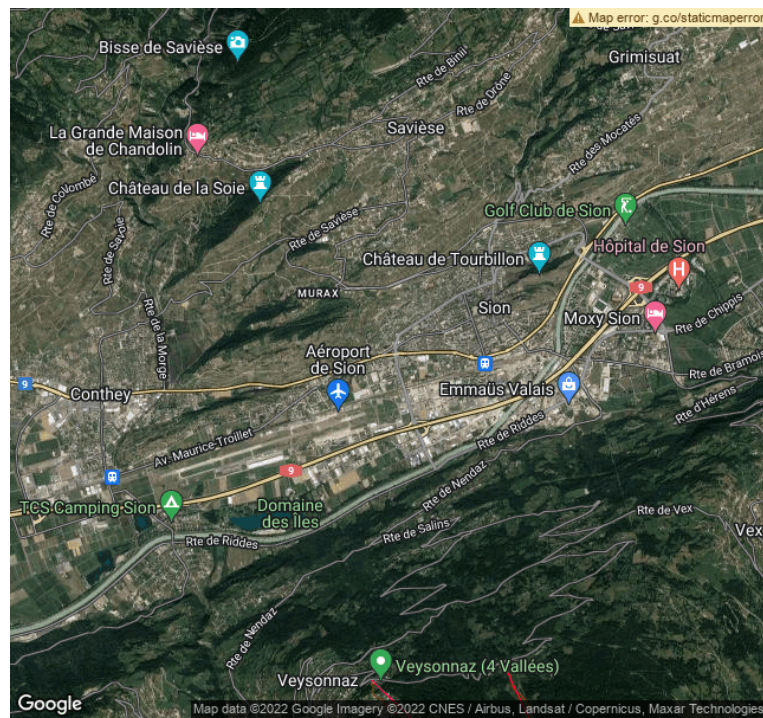 Map error: g.co/staticmaperror
Bisse de Savièse
Grimisuat
Rte de Binii
Rte de Drône
La Grande Maison
de Chandolin
Savièse
Rte des Mocatés
Rte de Colombé
Château de la Soie
Rte de Savoie
Rte de Savièse
Golf Club de Sion
Château de Tourbillon
Hôpital de Sion
MURAX
9
Sion
Moxy Sion
Rte de Chippis
Rte de la Morge
Aéroport
de Sion
9
Conthey
Emmaüs Valais
Rte de Bramois
Rte d'Hérens
Av. Maurice-Troillet
Rte de Riddes
9
Rte de Nendaz
TCS Camping Sion
Domaine
des Îles
Rte de Vex
Rte de Salins
Vex
Rte de Riddes
Rte de Nendaz
Veysonnaz (4 Vallées)
Veysonnaz
Google
Map data ©2022 Google Imagery ©2022 CNES / Airbus, Landsat / Copernicus, Maxar Technologies